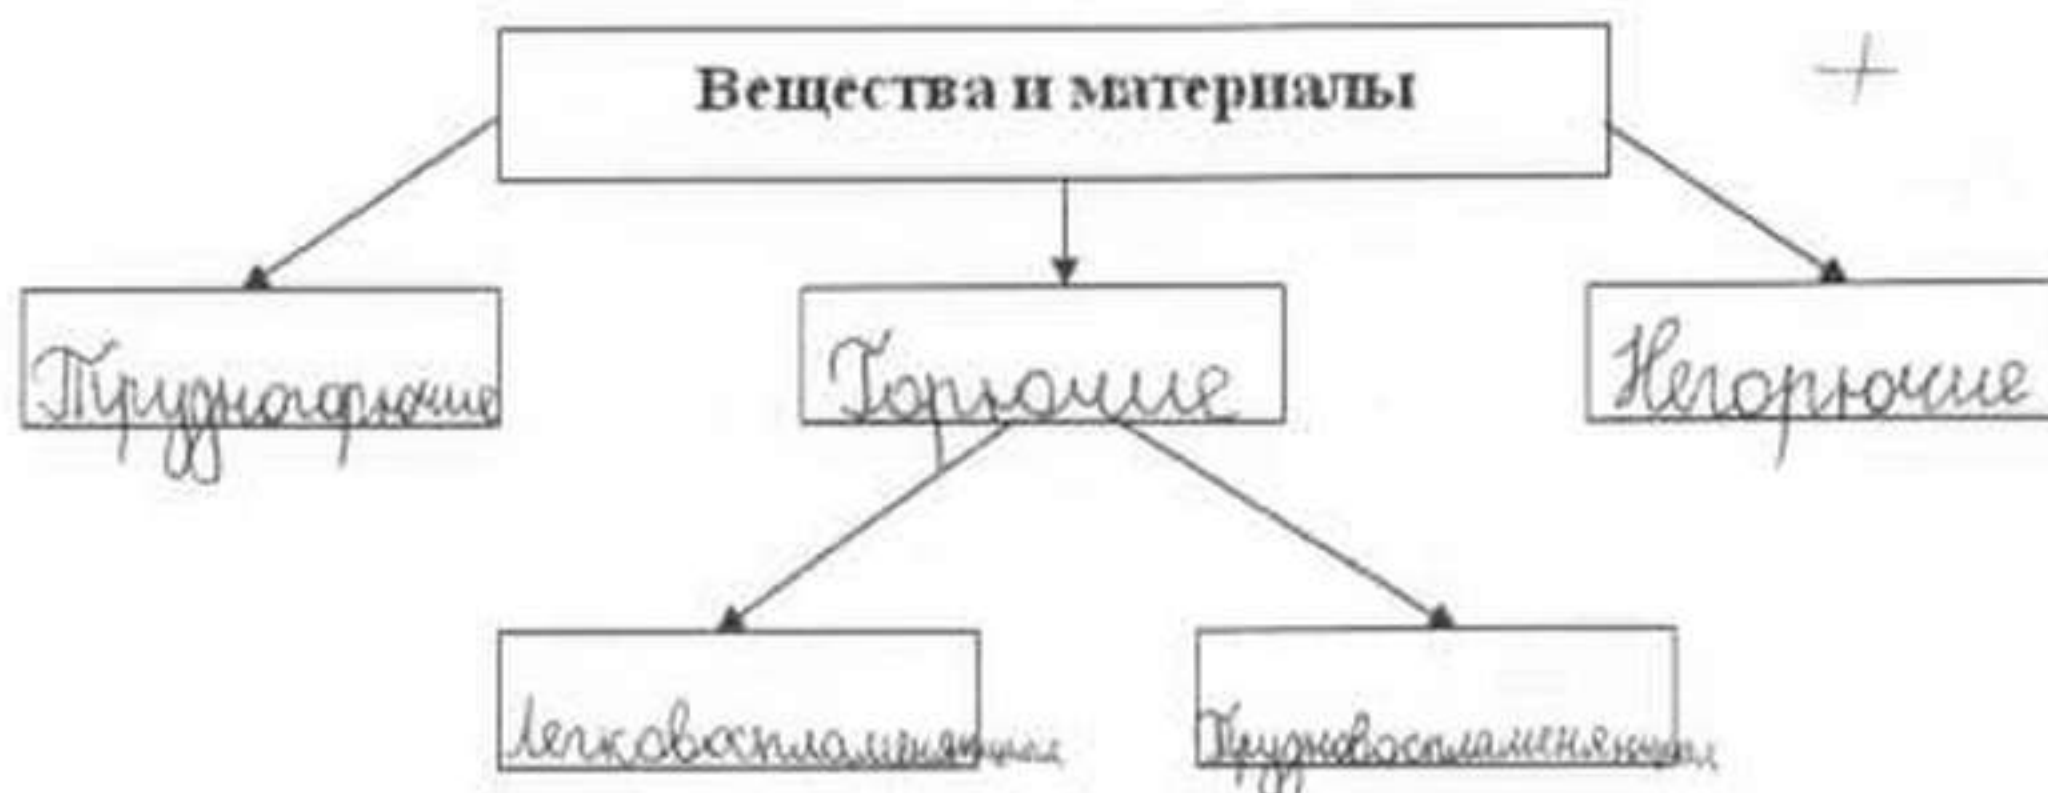 Вещества и материалы
+
Трудногорючие
Горючие
Негорючие
Легковоспламеняющиеся
Трудновоспламеняющиеся